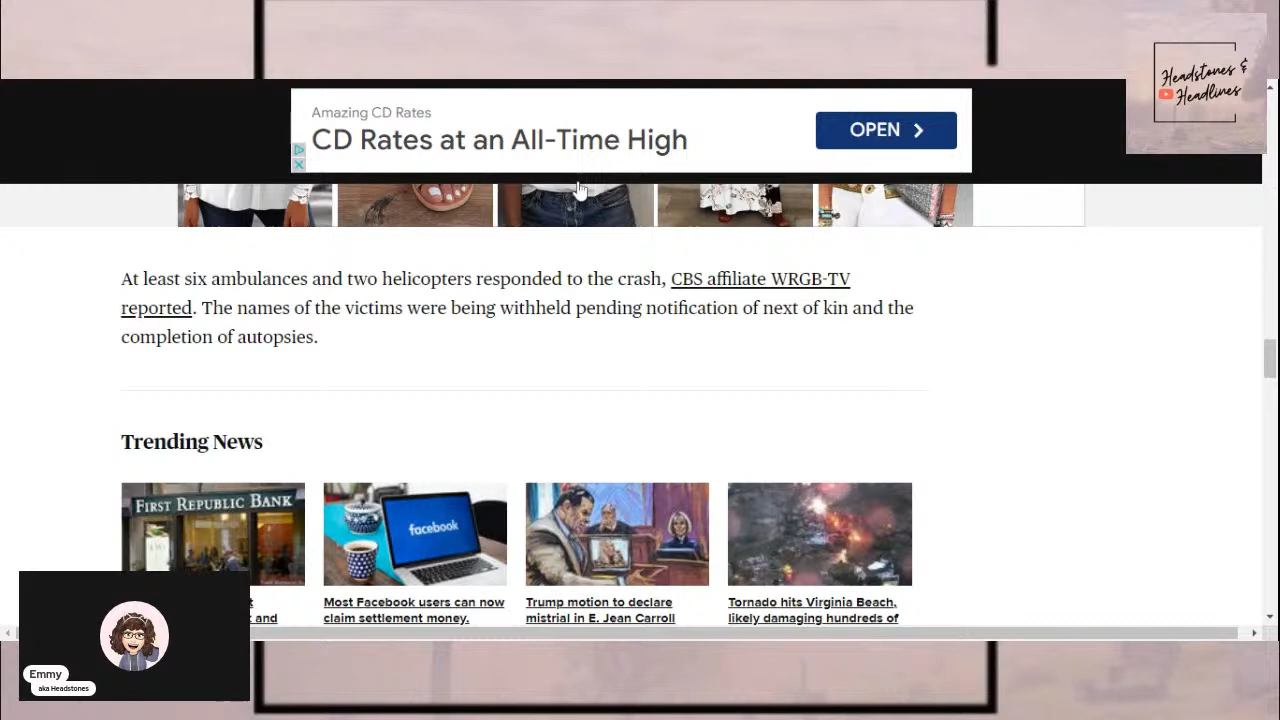 Headstones &
Headlines
Amazing CD Rates
CD Rates at an All-Time High
OPEN
At least six ambulances and two helicopters responded to the crash, CBS affiliate WRGB-TV
reported. The names of the victims were being withheld pending notification of next of kin and the
completion of autopsies.
Trending News
FIRST REPUBLIC BANK
facebook
Most Facebook users can now
claim settlement money.
Trump motion to declare
mistrial in E. Jean Carroll
Tornado hits Virginia Beach,
likely damaging hundreds of
and
Emmy
aka Headstones